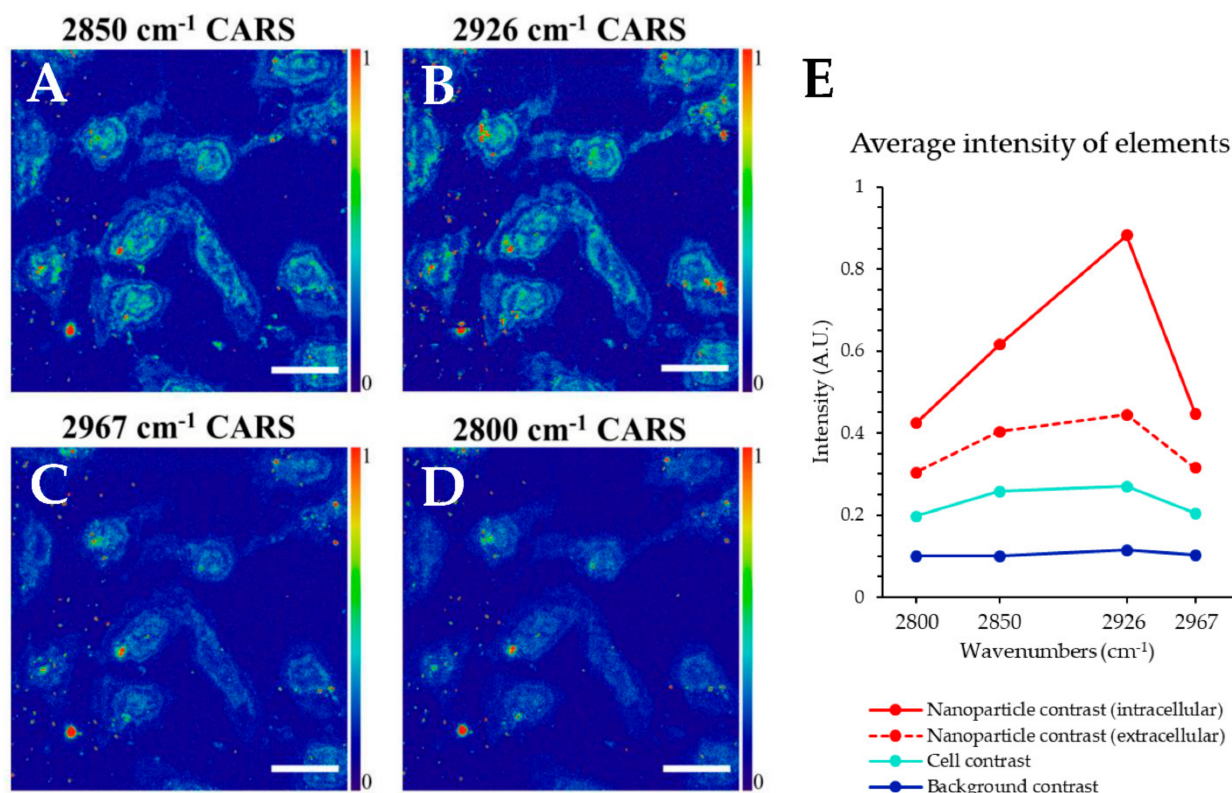 2850 cm⁻¹ CARS
A
1
0
2926 cm⁻¹ CARS
B
1
0
2967 cm⁻¹ CARS
C
1
0
2800 cm⁻¹ CARS
D
1
0
E
Average intensity of elements
1
0.8
0.6
0.4
0.2
0
Intensity (A.U.)
2800 2850 2926 2967
Wavenumbers (cm⁻¹)
Nanoparticle contrast (intracellular)
Nanoparticle contrast (extracellular)
Cell contrast
Background contrast